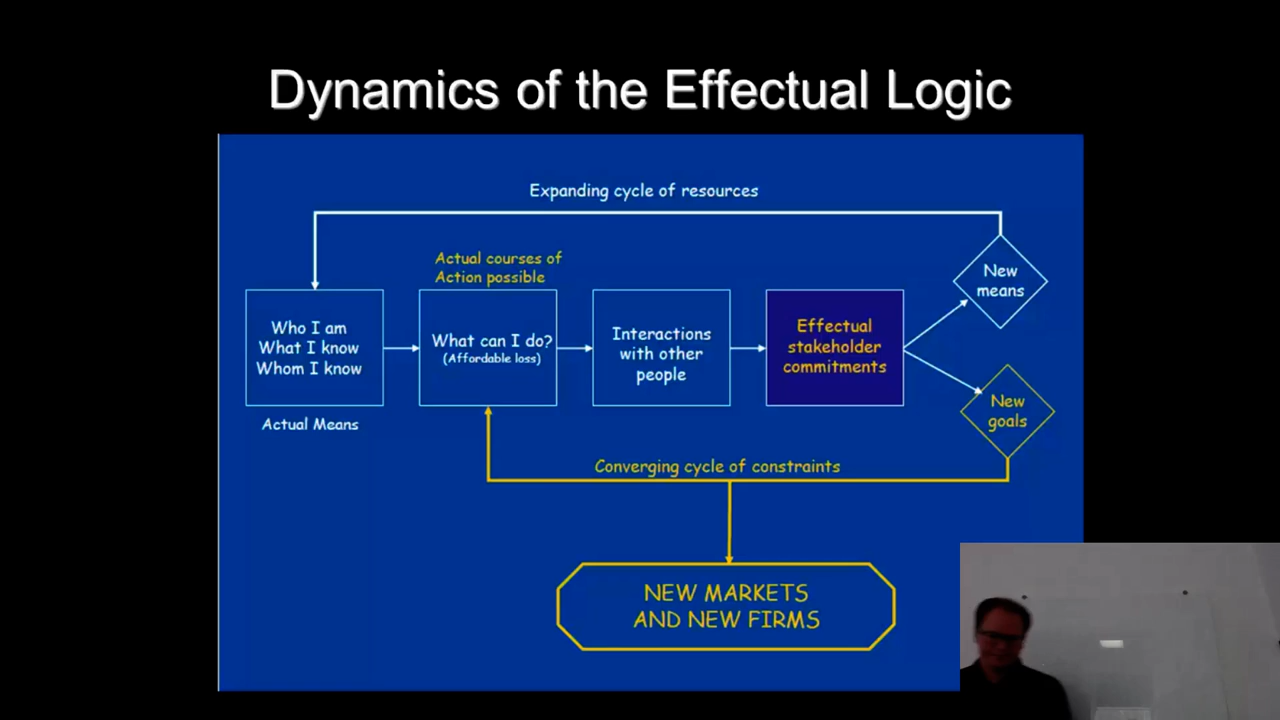 Dynamics of the Effectual Logic
Expanding cycle of resources
Actual courses of
Action possible
New
means
Who I am
What I know
Whom I know
What can I do?
(Affordable loss)
Interactions
with other
people
Effectual
stakeholder
commitments
New
goals
Actual Means
Converging cycle of constraints
NEW MARKETS
AND NEW FIRMS